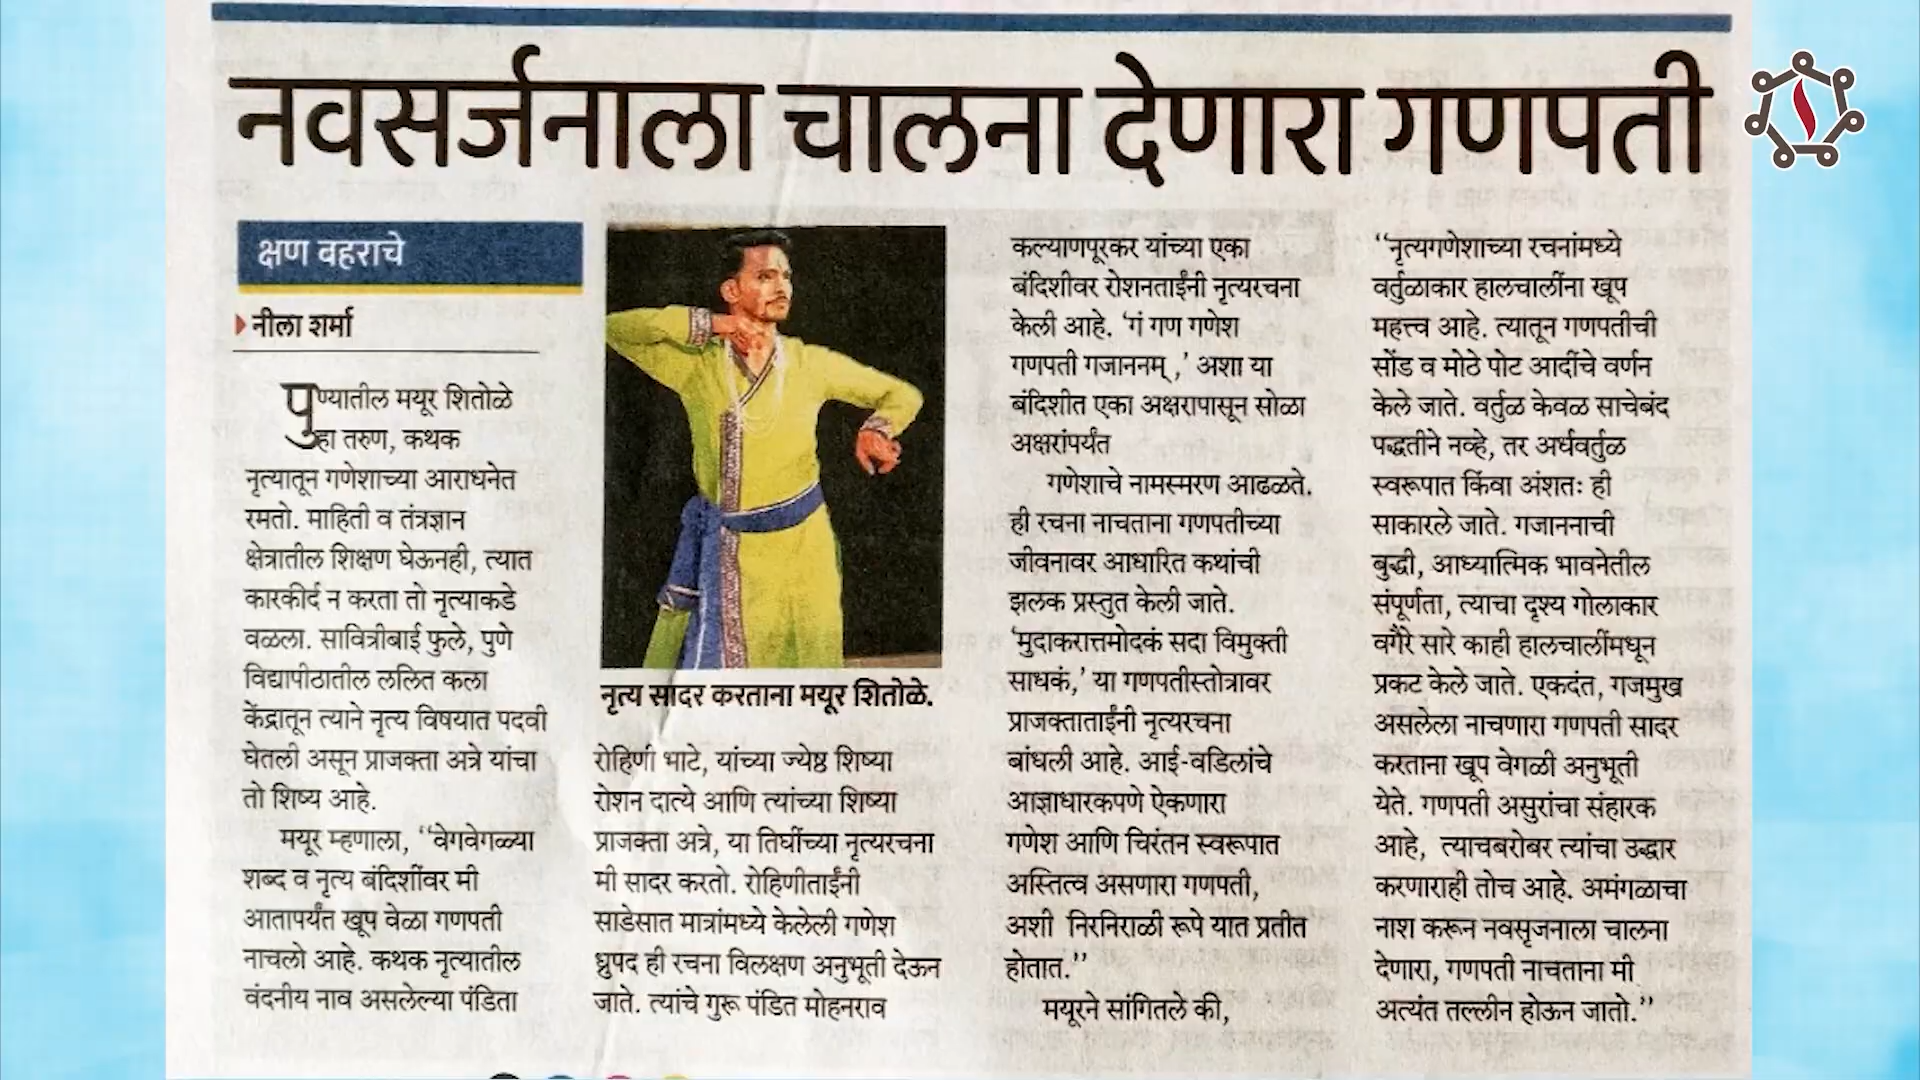 नवसर्जनाला चालना देणारा गणपती
क्षण वहराचे
नीला शर्मा
पुण्यातील मयूर शितोळे
हा तरुण, कथक
नृत्यातून गणेशाच्या आराधनेत
रमतो. माहिती व तंत्रज्ञान
क्षेत्रातील शिक्षण घेऊनही, त्यात
कारकीर्द न करता तो नृत्याकडे
वळला. सावित्रीबाई फुले, पुणे
विद्यापीठातील ललित कला
केंद्रातून त्याने नृत्य विषयात पदवी
घेतली असून प्राजक्ता अत्रे यांचा
तो शिष्य आहे.
मयूर म्हणाला, ‘‘वेगवेगळ्या
शब्द व नृत्य बंदिशींवर मी
आतापर्यंत खूप वेळा गणपती
नाचलो आहे. कथक नृत्यातील
वंदनीय नाव असलेल्या पंडिता
नृत्य सादर करताना मयूर शितोळे.
रोहिणी भाटे, यांच्या ज्येष्ठ शिष्या
रोशन दात्ये आणि त्यांच्या शिष्या
प्राजक्ता अत्रे, या तिघींच्या नृत्यरचना
मी सादर करतो. रोहिणीताईंनी
साडेसात मात्रांमध्ये केलेली गणेश
ध्रुपद ही रचना विलक्षण अनुभूती देऊन
जाते. त्यांचे गुरू पंडित मोहनराव
कल्याणपूरकर यांच्या एका
बंदिशीवर रोशनताईंनी नृत्यरचना
केली आहे. ‘गं गण गणेश
गणपती गजाननम् ,’ अशा या
बंदिशीत एका अक्षरापासून सोळा
अक्षरांपर्यंत
गणेशाचे नामस्मरण आढळते.
ही रचना नाचताना गणपतीच्या
जीवनावर आधारित कथांची
झलक प्रस्तुत केली जाते.
‘मुदाकरात्तमोदकं सदा विमुक्ती
साधकं,’ या गणपतीस्तोत्रावर
प्राजक्ताताईंनी नृत्यरचना
बांधली आहे. आई-वडिलांचे
आज्ञाधारकपणे ऐकणारा
गणेश आणि चिरंतन स्वरूपात
अस्तित्व असणारा गणपती,
अशी निरनिराळी रूपे यात प्रतीत
होतात.’’
मयूरने सांगितले की,
‘‘नृत्यगणेशाच्या रचनांमध्ये
वर्तुळाकार हालचालींना खूप
महत्त्व आहे. त्यातून गणपतीची
सोंड व मोठे पोट आदींचे वर्णन
केले जाते. वर्तुळ केवळ साचेबंद
पद्धतीने नव्हे, तर अर्धवर्तुळ
स्वरूपात किंवा अंशतः ही
साकारले जाते. गजाननाची
बुद्धी, आध्यात्मिक भावनेतील
संपूर्णता, त्याचा दृश्य गोलाकार
वगैरे सारे काही हालचालींमधून
प्रकट केले जाते. एकदंत, गजमुख
असलेला नाचणारा गणपती सादर
करताना खूप वेगळी अनुभूती
येते. गणपती असुरांचा संहारक
आहे, त्याचबरोबर त्यांचा उद्धार
करणाराही तोच आहे. अमंगळाचा
नाश करून नवसृजनाला चालना
देणारा, गणपती नाचताना मी
अत्यंत तल्लीन होऊन जातो.’’